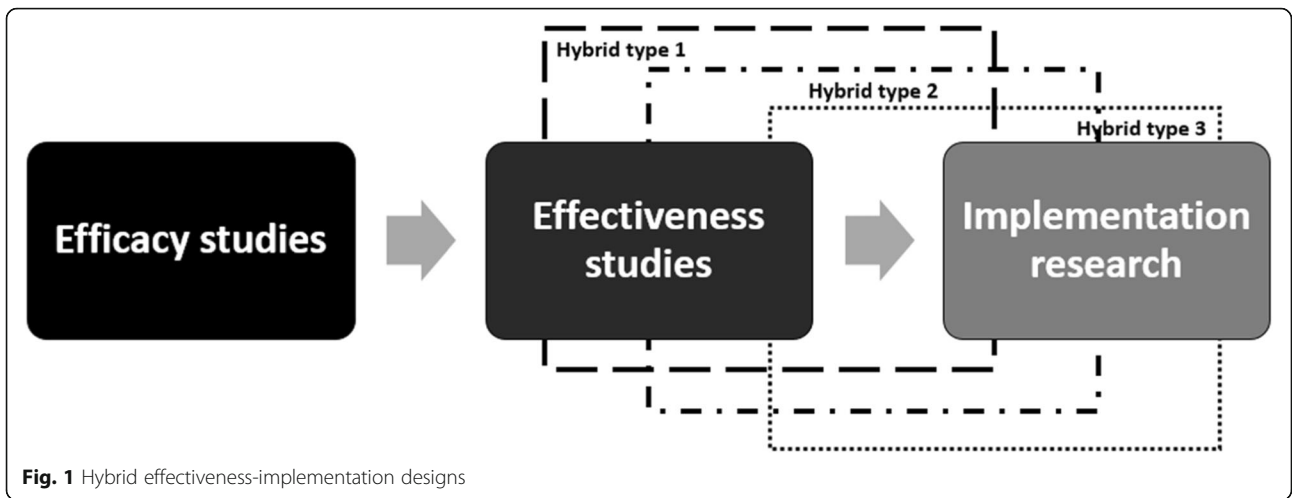 Hybrid type 1
Hybrid type 2
Hybrid type 3
Efficacy studies
Effectiveness
studies
Implementation
research
Fig. 1 Hybrid effectiveness-implementation designs